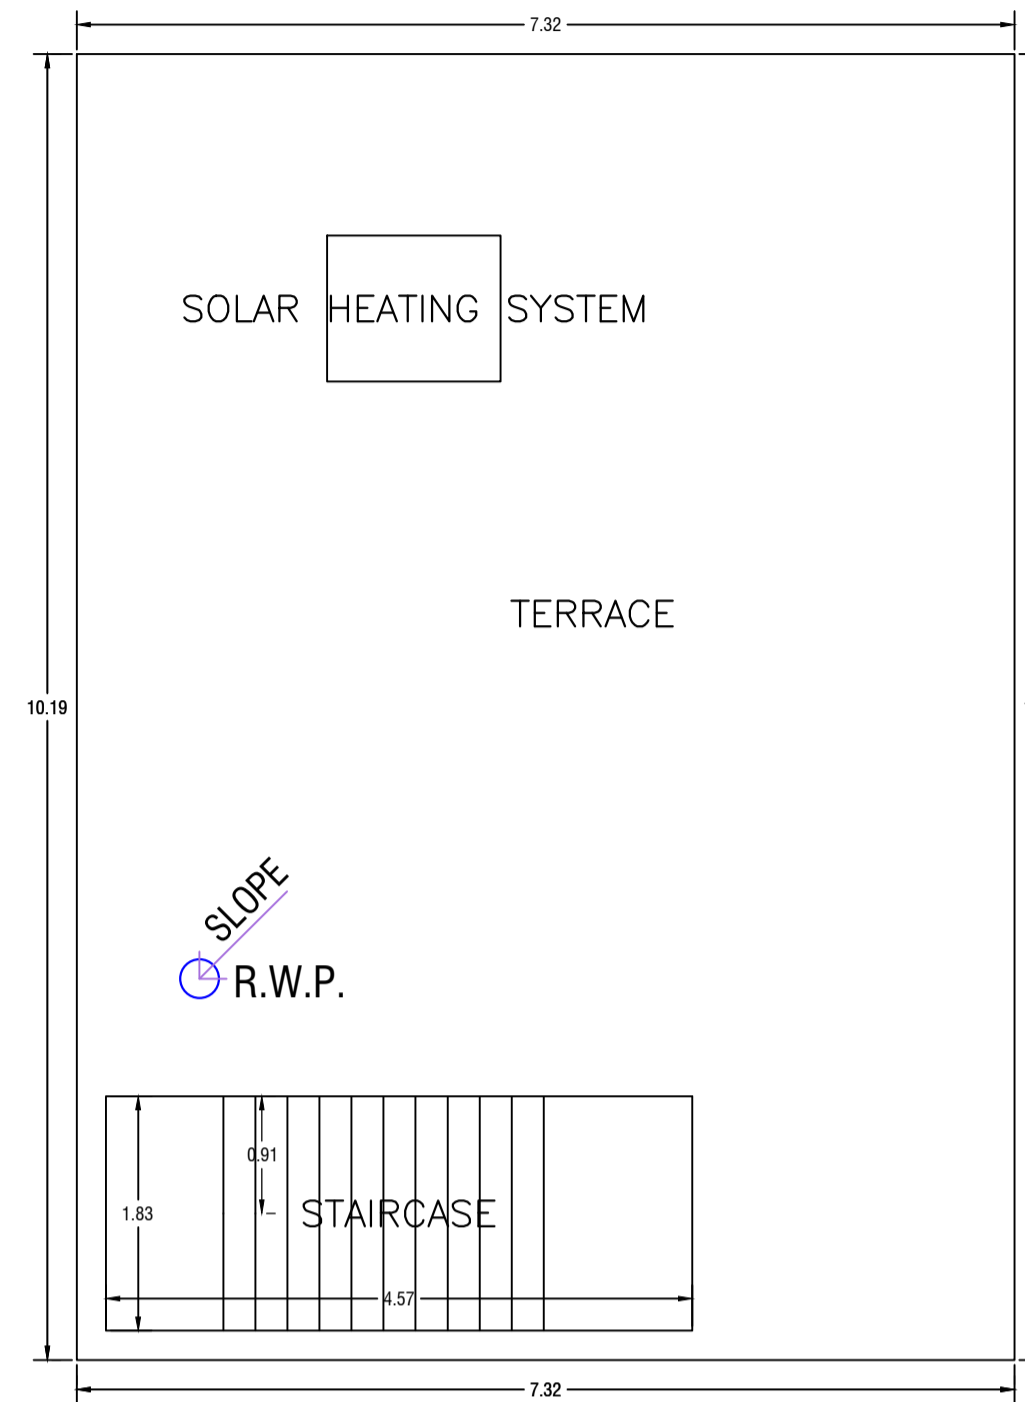 7.32
SOLAR HEATING SYSTEM
TERRACE
10.19
SLOPE
R.W.P.
0.91
1.83
STAIRCASE
4.57
7.32